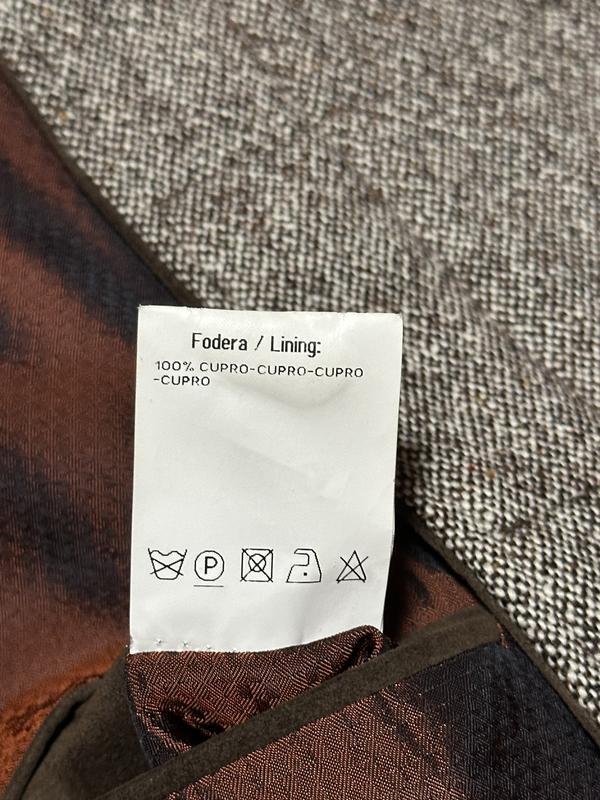 Fodera / Lining:
100% CUPRO-CUPRO-CUPRO
-CUPRO
P